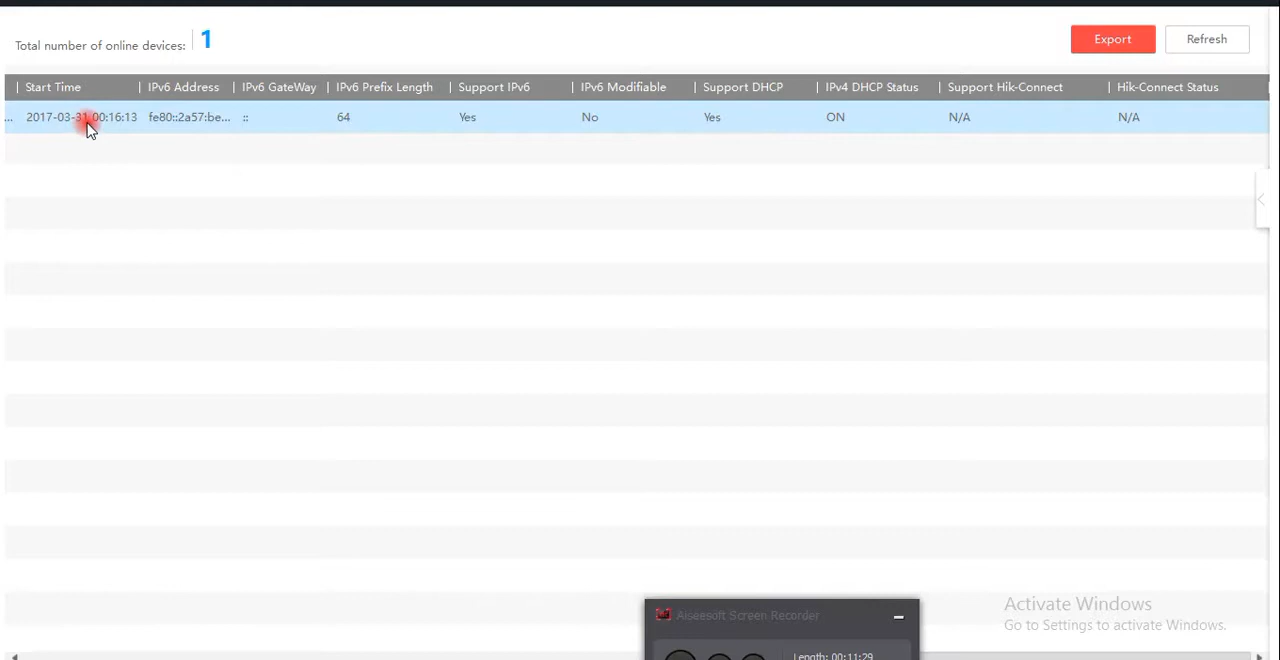 Total number of online devices: 1
Export
Refresh
Start Time | IPv6 Address | IPv6 GateWay | IPv6 Prefix Length | Support IPv6 | IPv6 Modifiable | Support DHCP | IPv4 DHCP Status | Support Hik-Connect | Hik-Connect Status
... 2017-03-31 00:16:13 fe80::2a57:be... :: 64 Yes No Yes ON N/A N/A
Aiseesoft Screen Recorder
Length: 00:11:29
Activate Windows
Go to Settings to activate Windows.